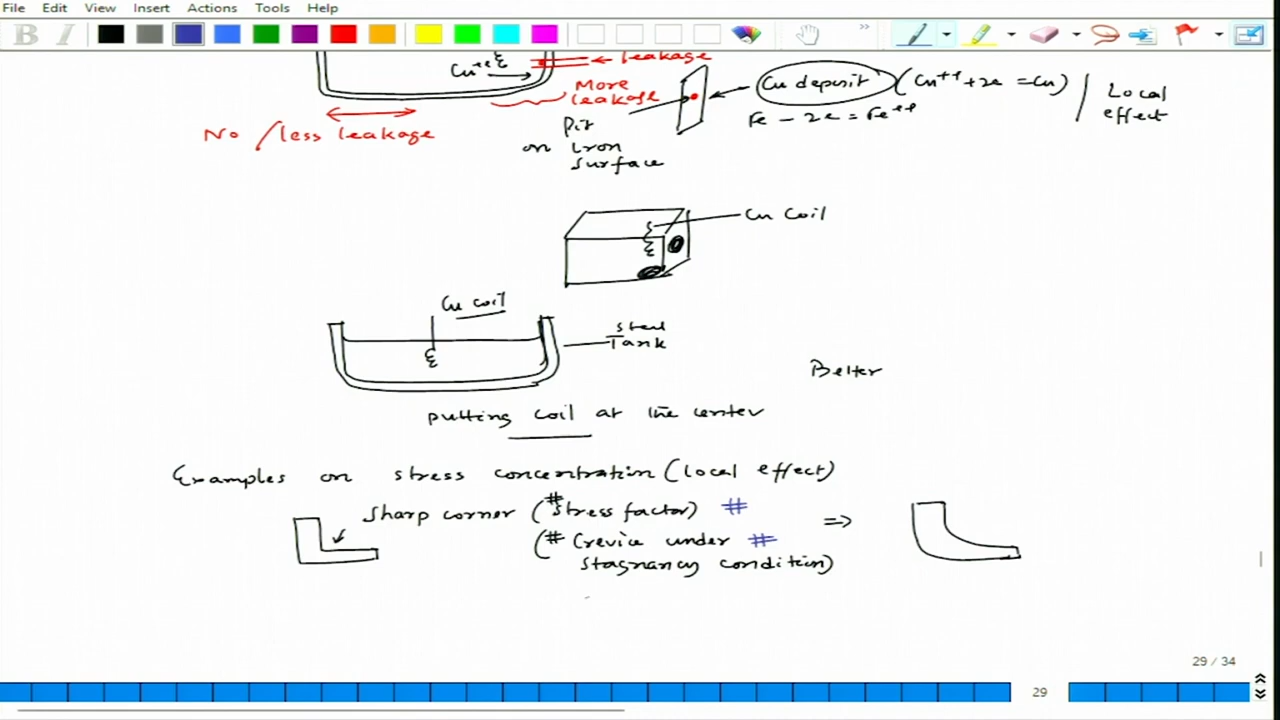 File Edit View Insert Actions Tools Help
B I
Cu++
leakage
More leakage
No /less leakage
Pit on iron surface
Cu deposit (Cu++ + 2e = Cu)
Fe - 2e = Fe++
Local effect
Cu coil
Cu coil
Steel Tank
Better
putting coil at the center
Examples on stress concentration (local effect)
Sharp corner (# Stress factor) #
(# Crevice under #
stagnancy condition)
⇒
29 / 34
29